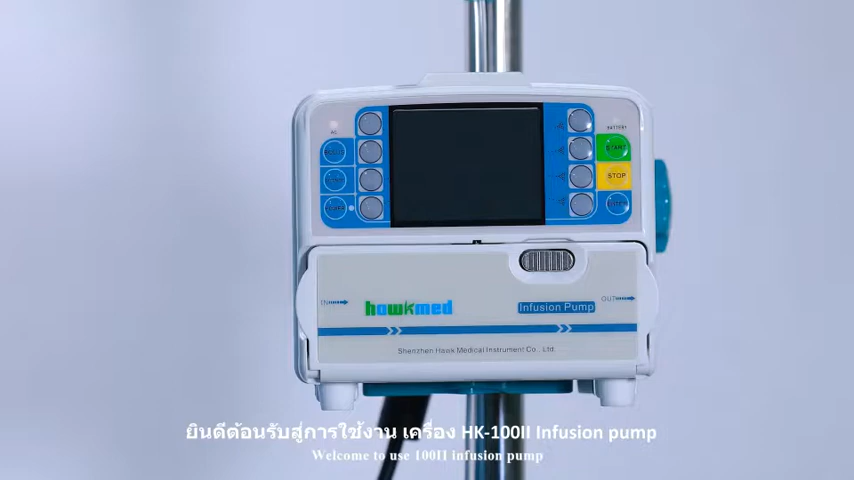 AC
BATTERY
START
STOP
POWER
IN
OUT
hawkmed
Infusion Pump
Shenzhen Hawk Medical Instrument Co., Ltd.
ยินดีต้อนรับสู่การใช้งาน เครื่อง HK-100II Infusion pump
Welcome to use 100II infusion pump